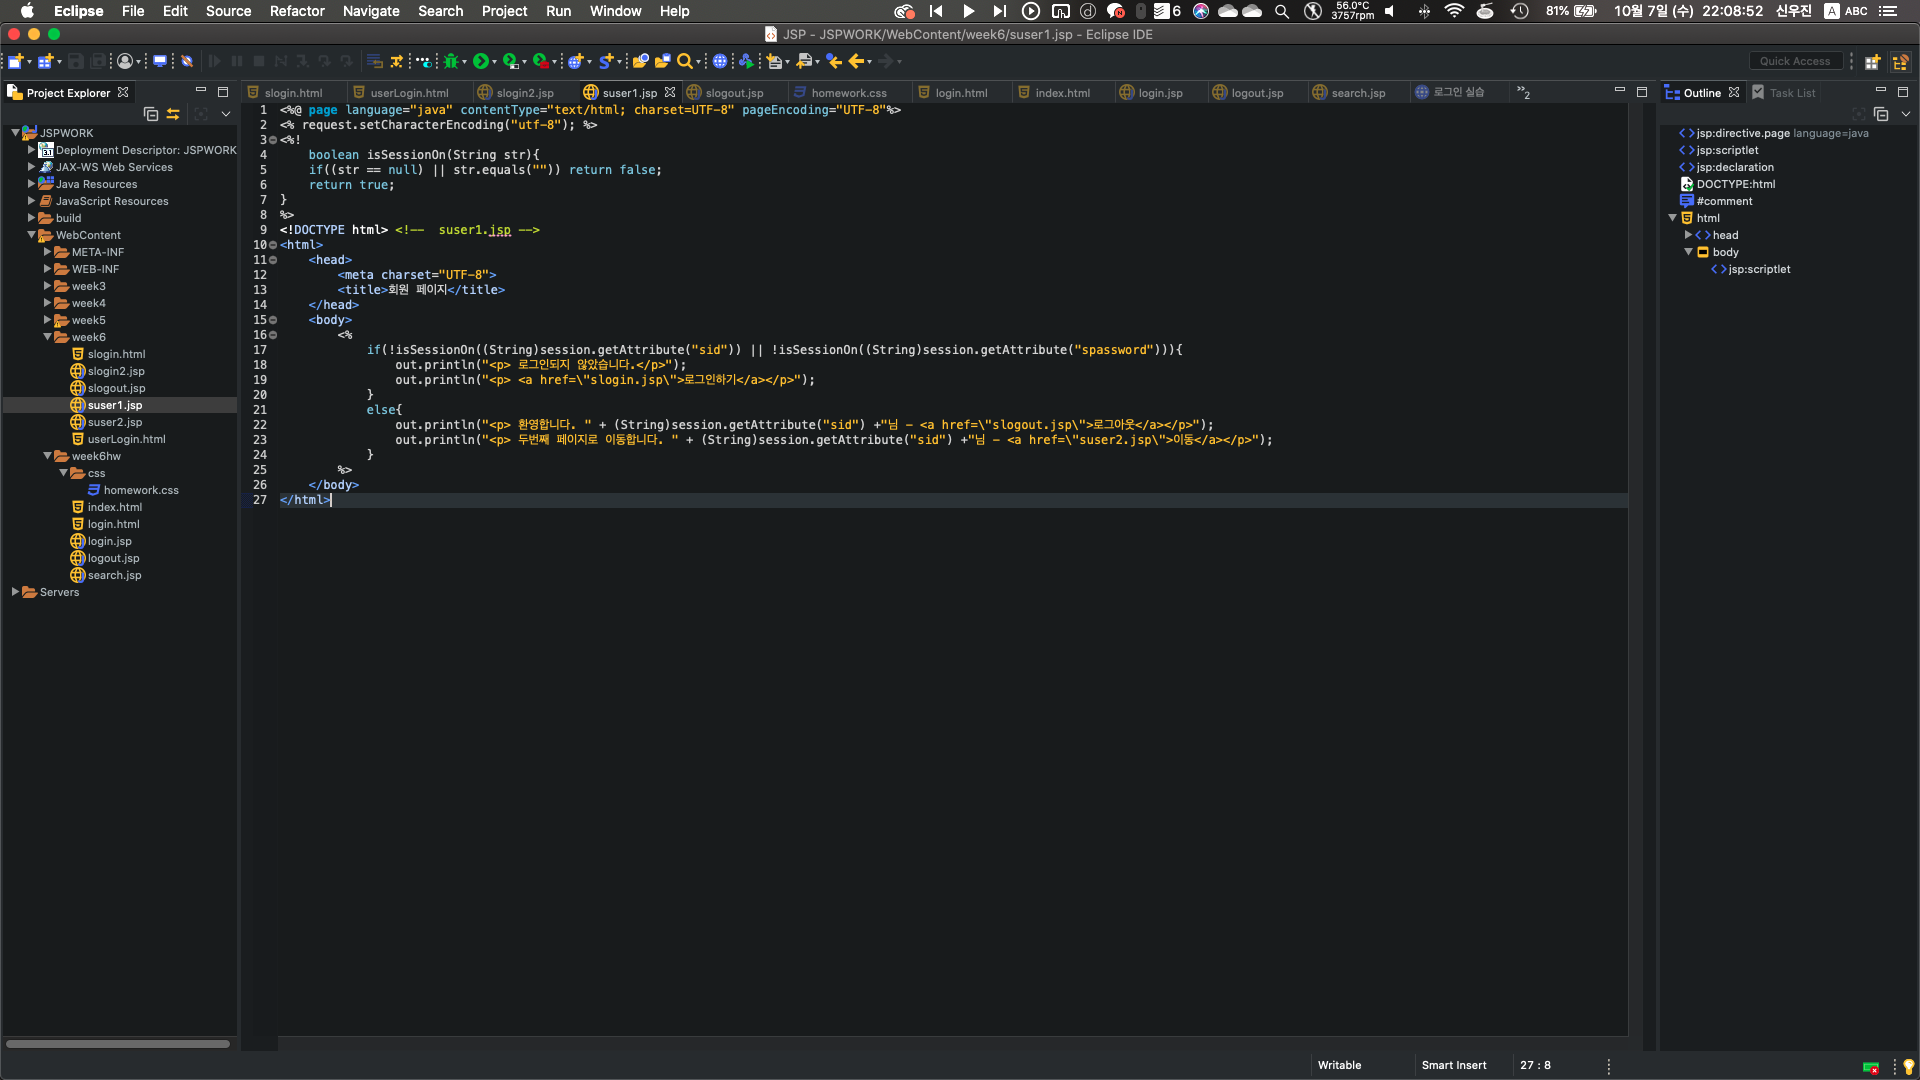 Eclipse File Edit Source Refactor Navigate Search Project Run Window Help 6 56.0°C 3757rpm 81% 10월 7일 (수) 22:08:52 신우진 A ABC
JSP - JSPWORK/WebContent/week6/suser1.jsp - Eclipse IDE
Quick Access
Project Explorer
JSPWORK
Deployment Descriptor: JSPWORK
JAX-WS Web Services
Java Resources
JavaScript Resources
build
WebContent
META-INF
WEB-INF
week3
week4
week5
week6
slogin.html
slogin2.jsp
slogout.jsp
suser1.jsp
suser2.jsp
userLogin.html
week6hw
css
homework.css
index.html
login.html
login.jsp
logout.jsp
search.jsp
Servers
slogin.html userLogin.html slogin2.jsp suser1.jsp slogout.jsp homework.css login.html index.html login.jsp logout.jsp search.jsp 로그인 실습 »2
1 <%@ page language="java" contentType="text/html; charset=UTF-8" pageEncoding="UTF-8"%>
2 <% request.setCharacterEncoding("utf-8"); %>
3 <%!
4     boolean isSessionOn(String str){
5     if((str == null) || str.equals("")) return false;
6     return true;
7 }
8 %>
9 <!DOCTYPE html> <!--  suser1.jsp -->
10 <html>
11     <head>
12         <meta charset="UTF-8">
13         <title>회원 페이지</title>
14     </head>
15     <body>
16         <%
17             if(!isSessionOn((String)session.getAttribute("sid")) || !isSessionOn((String)session.getAttribute("spassword"))){
18                 out.println("<p> 로그인되지 않았습니다.</p>");
19                 out.println("<p> <a href=\"slogin.jsp\">로그인하기</a></p>");
20             }
21             else{
22                 out.println("<p> 환영합니다. " + (String)session.getAttribute("sid") +"님 - <a href=\"slogout.jsp\">로그아웃</a></p>");
23                 out.println("<p> 두번째 페이지로 이동합니다. " + (String)session.getAttribute("sid") +"님 - <a href=\"suser2.jsp\">이동</a></p>");
24             }
25         %>
26     </body>
27 </html>
Outline Task List
jsp:directive.page language=java
jsp:scriptlet
jsp:declaration
DOCTYPE:html
#comment
html
head
body
jsp:scriptlet
Writable Smart Insert 27 : 8